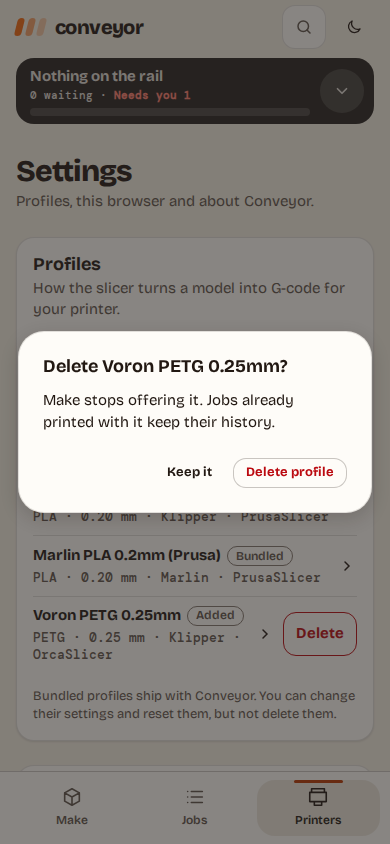 conveyor
Nothing on the rail
0 waiting · Needs you 1
Settings
Profiles, this browser and about Conveyor.
Profiles
How the slicer turns a model into G-code for
your printer.
Delete Voron PETG 0.25mm?
Make stops offering it. Jobs already
printed with it keep their history.
Keep it
Delete profile
PLA · 0.20 mm · Klipper · PrusaSlicer
Marlin PLA 0.2mm (Prusa) Bundled
PLA · 0.20 mm · Marlin · PrusaSlicer
Voron PETG 0.25mm Added
PETG · 0.25 mm · Klipper ·
OrcaSlicer
Delete
Bundled profiles ship with Conveyor. You can change
their settings and reset them, but not delete them.
Make
Jobs
Printers